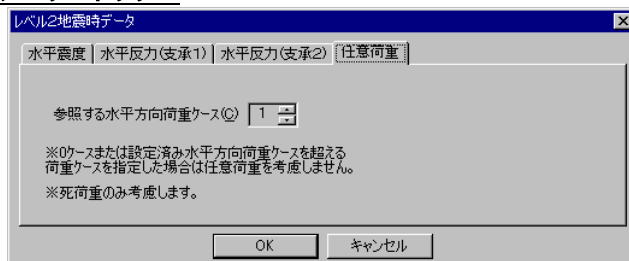 レベル2地震時データ
水平震度 水平反力(支承1) 水平反力(支承2) 任意荷重
参照する水平方向荷重ケース(C) 1
※0ケースまたは設定済み水平方向荷重ケースを超える
荷重ケースを指定した場合は任意荷重を考慮しません。
※死荷重のみ考慮します。
OK キャンセル